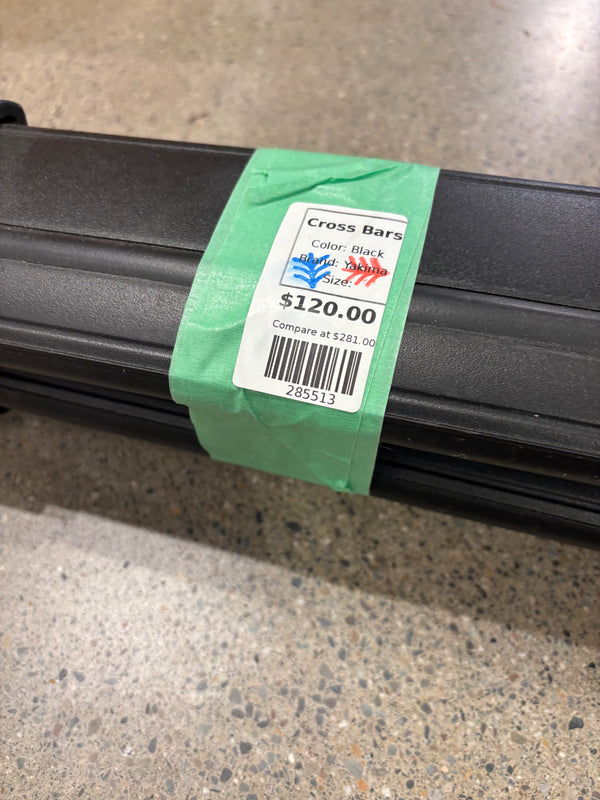 Cross Bars
Color: Black
Brand: Yakima
Size:
$120.00
Compare at $281.00
285513